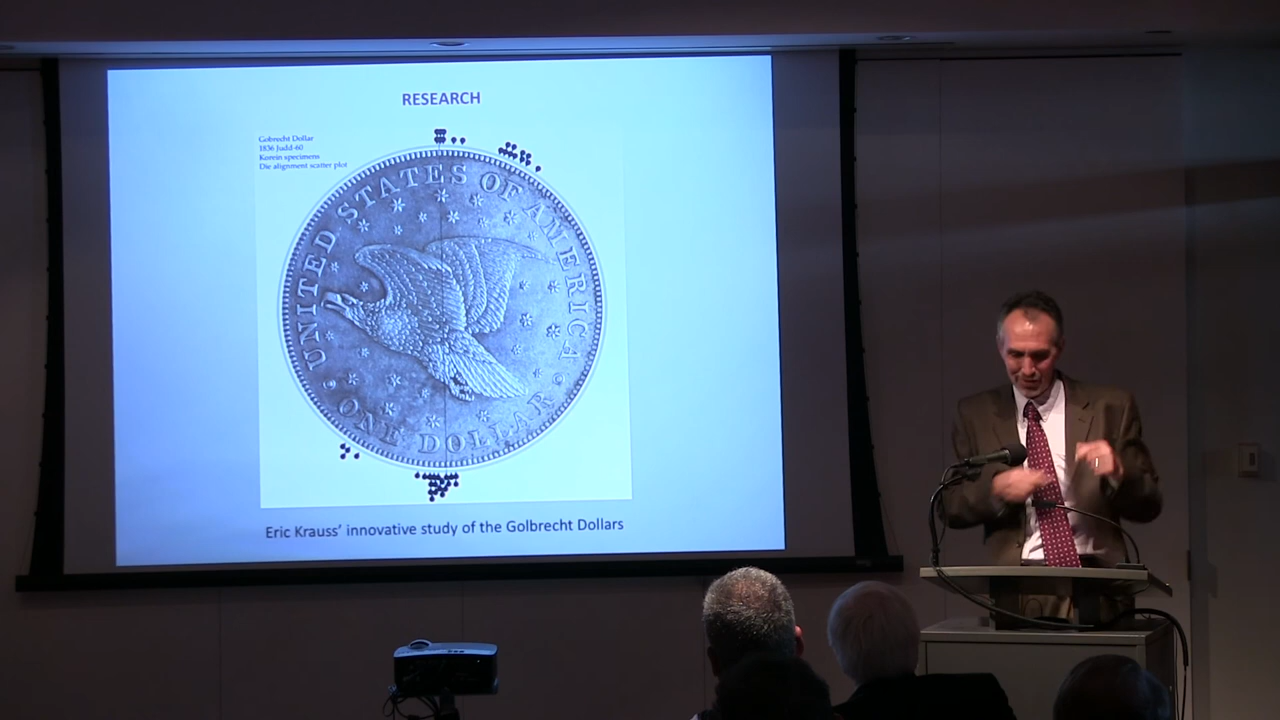 RESEARCH
Gobrecht Dollar
1836 Judd-60
Korein specimens
Die alignment scatter plot
UNITED STATES OF AMERICA
ONE DOLLAR
Eric Krauss' innovative study of the Golbrecht Dollars